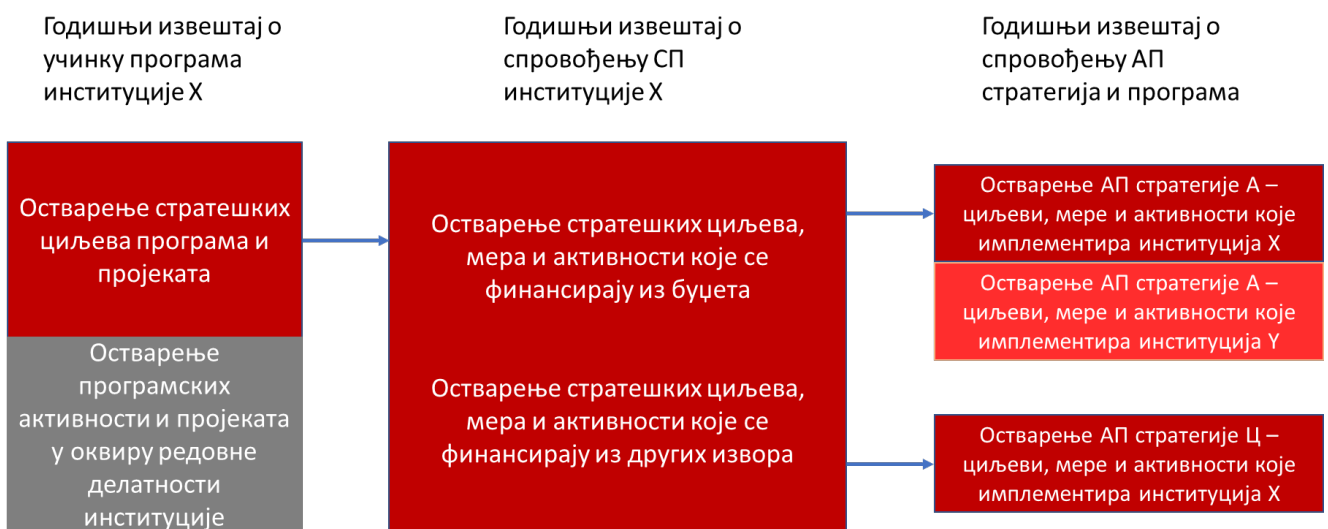 Годишњи извештај о
учинку програма
институције X
Годишњи извештај о
спровођењу СП
институције X
Годишњи извештај о
спровођењу АП
стратегија и програма
Остварење стратешких
циљева програма и
пројеката
Остварење
програмских
активности и пројеката
у оквиру редовне
делатности
институције
Остварење стратешких циљева,
мера и активности које се
финансирају из буџета
Остварење стратешких циљева,
мера и активности које се
финансирају из других извора
Остварење АП стратегије А –
циљеви, мере и активности које
имплементира институција X
Остварење АП стратегије А –
циљеви, мере и активности које
имплементира институција Y
Остварење АП стратегије Ц –
циљеви, мере и активности које
имплементира институција X